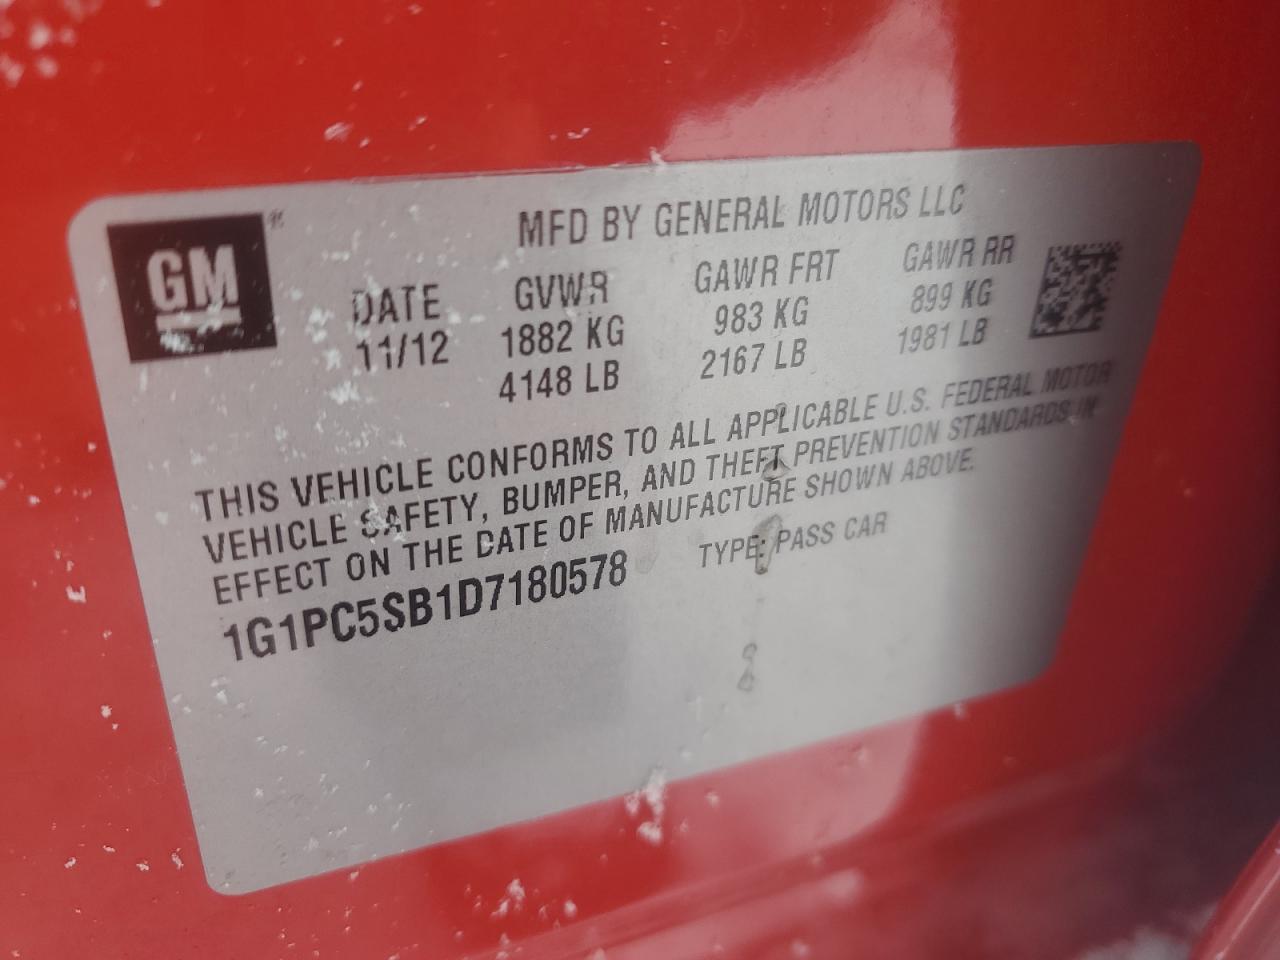 GM
MFD BY GENERAL MOTORS LLC
DATE GVWR GAWR FRT GAWR RR
11/12 1882 KG 983 KG 899 KG
4148 LB 2167 LB 1981 LB
THIS VEHICLE CONFORMS TO ALL APPLICABLE U.S. FEDERAL MOTOR
VEHICLE SAFETY, BUMPER, AND THEFT PREVENTION STANDARDS IN
EFFECT ON THE DATE OF MANUFACTURE SHOWN ABOVE.
1G1PC5SB1D7180578 TYPE: PASS CAR